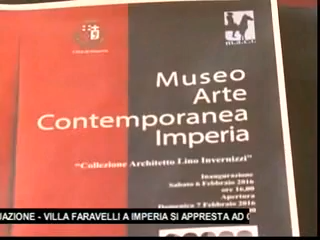 Museo
Arte
Contemporanea
Imperia
"Collezione Architetto Lino Invernizzi"
Inaugurazione
Sabato 6 Febbraio 2016
ore 16,00
Apertura
Domenica 7 Febbraio 2016
UAZIONE - VILLA FARAVELLI A IMPERIA SI APPRESTA AD